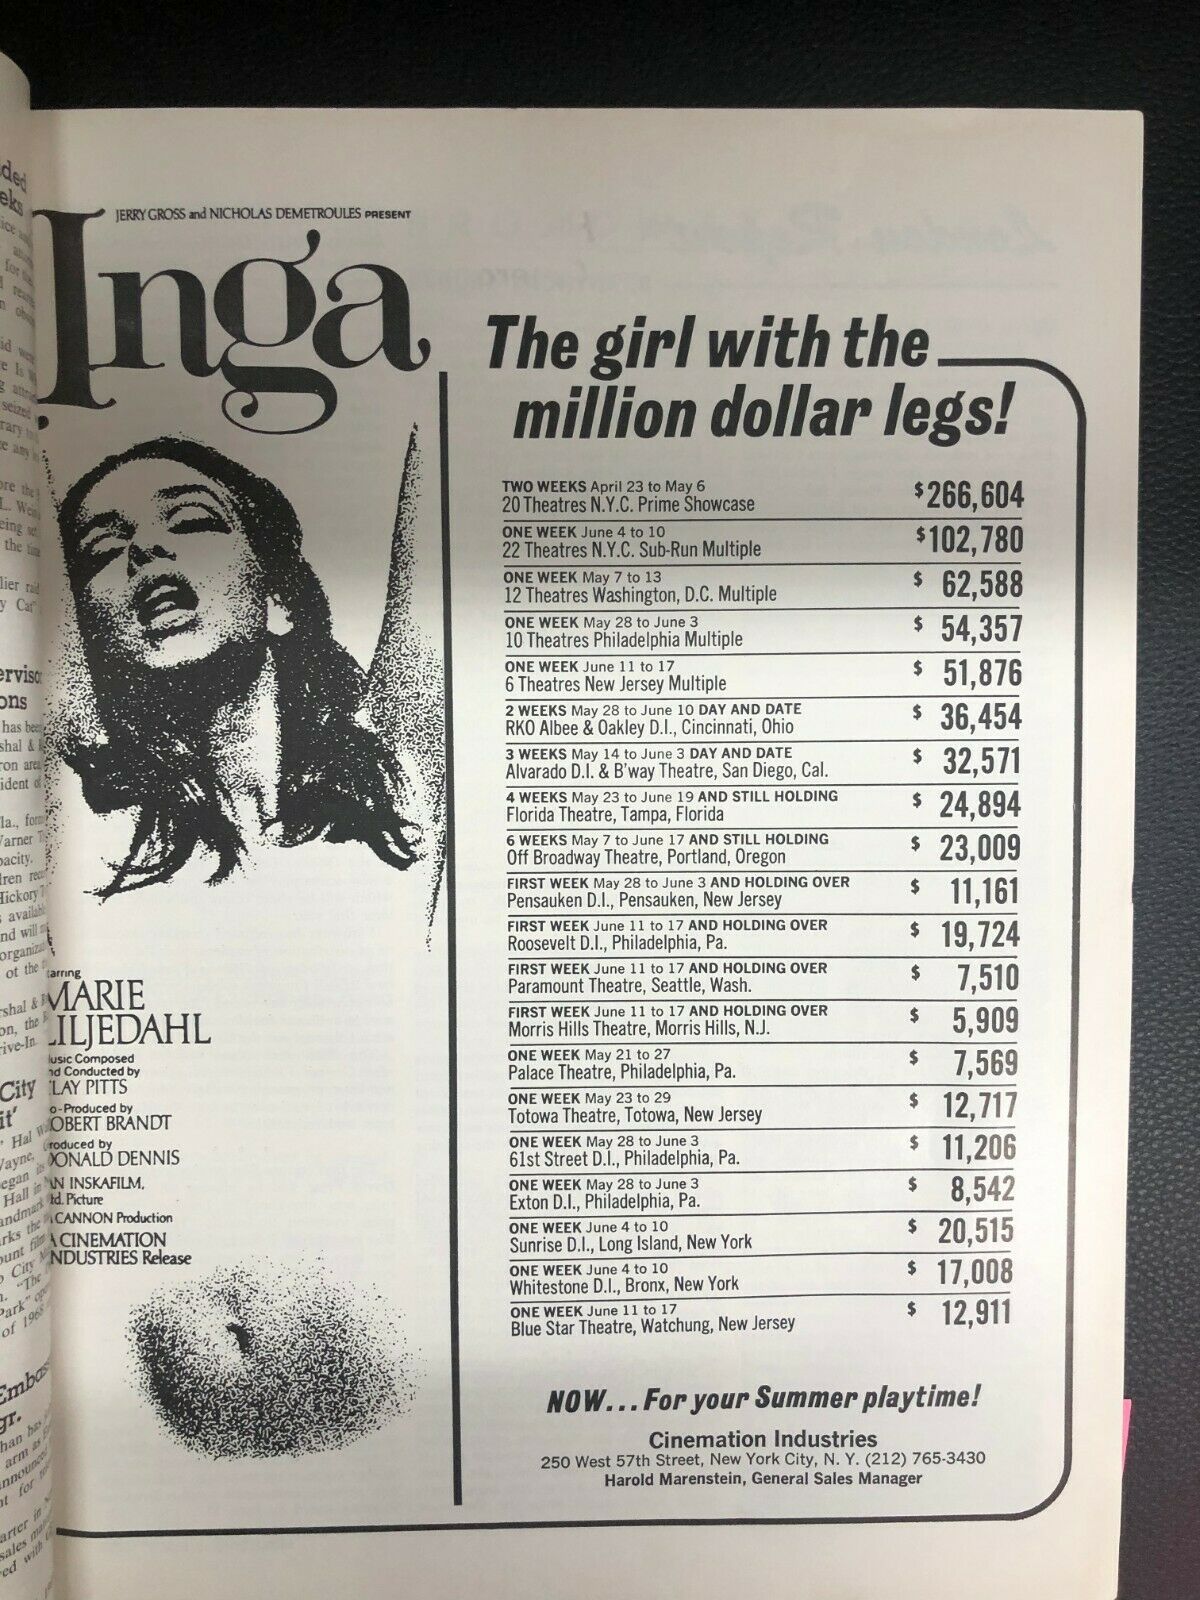 ded
eks
JERRY GROSS and NICHOLAS DEMETROULES PRESENT
Inga
The girl with the
million dollar legs!
TWO WEEKS April 23 to May 6
20 Theatres N.Y.C. Prime Showcase
$266,604
ONE WEEK June 4 to 10
22 Theatres N.Y.C. Sub-Run Multiple
$102,780
ONE WEEK May 7 to 13
12 Theatres Washington, D.C. Multiple
$ 62,588
ONE WEEK May 28 to June 3
10 Theatres Philadelphia Multiple
$ 54,357
ONE WEEK June 11 to 17
6 Theatres New Jersey Multiple
$ 51,876
2 WEEKS May 28 to June 10 DAY AND DATE
RKO Albee & Oakley D.I., Cincinnati, Ohio
$ 36,454
3 WEEKS May 14 to June 3 DAY AND DATE
Alvarado D.I. & B'way Theatre, San Diego, Cal.
$ 32,571
4 WEEKS May 23 to June 19 AND STILL HOLDING
Florida Theatre, Tampa, Florida
$ 24,894
6 WEEKS May 7 to June 17 AND STILL HOLDING
Off Broadway Theatre, Portland, Oregon
$ 23,009
FIRST WEEK May 28 to June 3 AND HOLDING OVER
Pensauken D.I., Pensauken, New Jersey
$ 11,161
FIRST WEEK June 11 to 17 AND HOLDING OVER
Roosevelt D.I., Philadelphia, Pa.
$ 19,724
FIRST WEEK June 11 to 17 AND HOLDING OVER
Paramount Theatre, Seattle, Wash.
$ 7,510
FIRST WEEK June 11 to 17 AND HOLDING OVER
Morris Hills Theatre, Morris Hills, N.J.
$ 5,909
ONE WEEK May 21 to 27
Palace Theatre, Philadelphia, Pa.
$ 7,569
ONE WEEK May 23 to 29
Totowa Theatre, Totowa, New Jersey
$ 12,717
ONE WEEK May 28 to June 3
61st Street D.I., Philadelphia, Pa.
$ 11,206
ONE WEEK May 28 to June 3
Exton D.I., Philadelphia, Pa.
$ 8,542
ONE WEEK June 4 to 10
Sunrise D.I., Long Island, New York
$ 20,515
ONE WEEK June 4 to 10
Whitestone D.I., Bronx, New York
$ 17,008
ONE WEEK June 11 to 17
Blue Star Theatre, Watchung, New Jersey
$ 12,911
NOW...For your Summer playtime!
Cinemation Industries
250 West 57th Street, New York City, N. Y. (212) 765-3430
Harold Marenstein, General Sales Manager
tarring
MARIE
LILJEDAHL
usic Composed
nd Conducted by
CLAY PITTS
o-Produced by
ROBERT BRANDT
roduced by
DONALD DENNIS
AN INSKAFILM,
td. Picture
A CANNON Production
A CINEMATION
INDUSTRIES Release